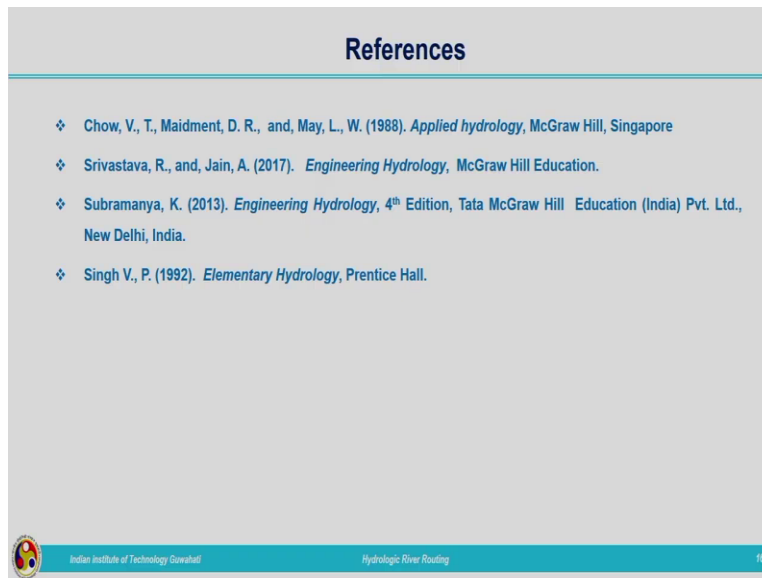 References
❖ Chow, V., T., Maidment, D. R., and, May, L., W. (1988). Applied hydrology, McGraw Hill, Singapore
❖ Srivastava, R., and, Jain, A. (2017). Engineering Hydrology, McGraw Hill Education.
❖ Subramanya, K. (2013). Engineering Hydrology, 4th Edition, Tata McGraw Hill Education (India) Pvt. Ltd.,
New Delhi, India.
❖ Singh V., P. (1992). Elementary Hydrology, Prentice Hall.
Indian Institute of Technology Guwahati Hydrologic River Routing